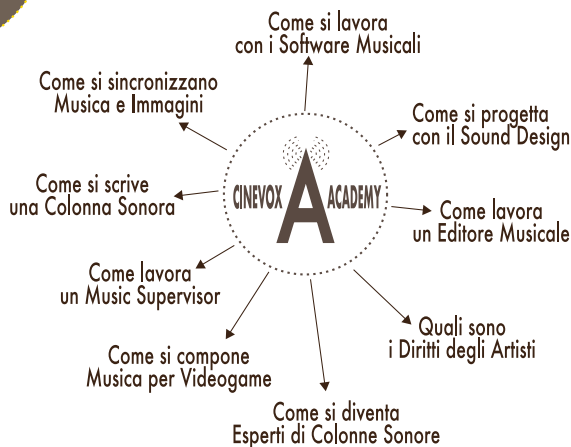 Come si lavora
con i Software Musicali
Come si sincronizzano
Musica e Immagini
Come si progetta
con il Sound Design
Come si scrive
una Colonna Sonora
CINEVOX A ACADEMY
Come lavora
un Editore Musicale
Come lavora
un Music Supervisor
Quali sono
i Diritti degli Artisti
Come si compone
Musica per Videogame
Come si diventa
Esperti di Colonne Sonore